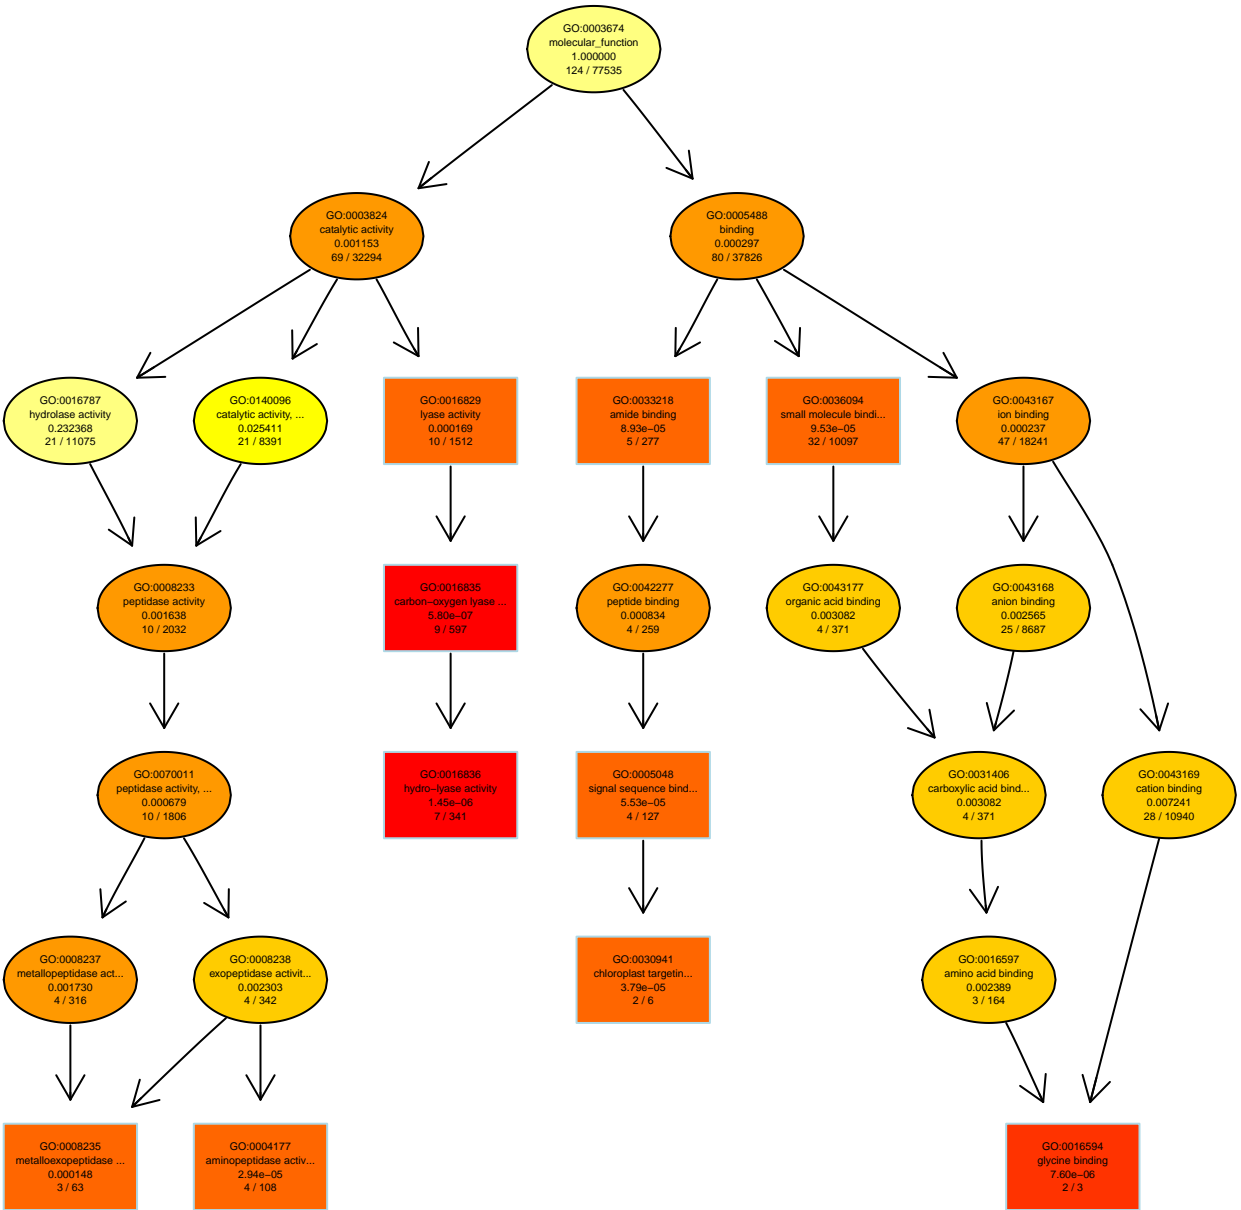 GO:0003674
molecular_function
1.000000
124 / 77535
GO:0003824
catalytic activity
0.001153
69 / 32294
GO:0005488
binding
0.000297
80 / 37826
GO:0016787
hydrolase activity
0.232368
21 / 11075
GO:0140096
catalytic activity, ...
0.025411
21 / 8391
GO:0016829
lyase activity
0.000169
10 / 1512
GO:0033218
amide binding
8.93e−05
5 / 277
GO:0036094
small molecule bindi...
9.53e−05
32 / 10097
GO:0043167
ion binding
0.000237
47 / 18241
GO:0008233
peptidase activity
0.001638
10 / 2032
GO:0016835
carbon−oxygen lyase ...
5.80e−07
9 / 597
GO:0042277
peptide binding
0.000834
4 / 259
GO:0043177
organic acid binding
0.003082
4 / 371
GO:0043168
anion binding
0.002565
25 / 8687
GO:0070011
peptidase activity, ...
0.000679
10 / 1806
GO:0016836
hydro−lyase activity
1.45e−06
7 / 341
GO:0005048
signal sequence bind...
5.53e−05
4 / 127
GO:0031406
carboxylic acid bind...
0.003082
4 / 371
GO:0043169
cation binding
0.007241
28 / 10940
GO:0008237
metallopeptidase act...
0.001730
4 / 316
GO:0008238
exopeptidase activit...
0.002303
4 / 342
GO:0030941
chloroplast targetin...
3.79e−05
2 / 6
GO:0016597
amino acid binding
0.002389
3 / 164
GO:0008235
metalloexopeptidase ...
0.000148
3 / 63
GO:0004177
aminopeptidase activ...
2.94e−05
4 / 108
GO:0016594
glycine binding
7.60e−06
2 / 3